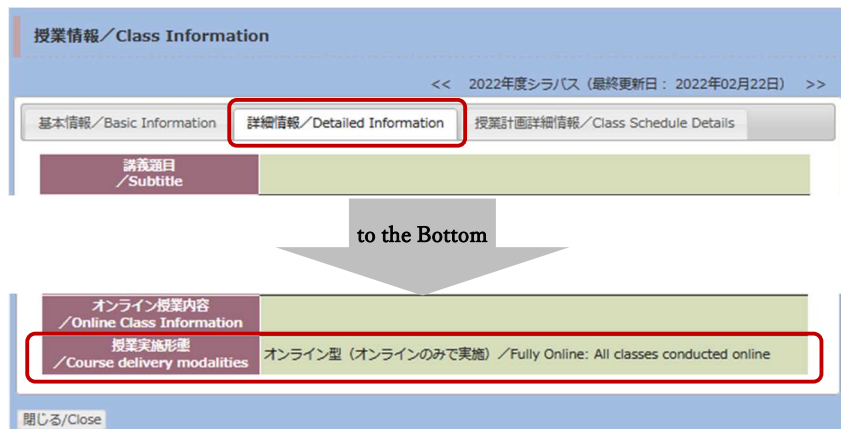 授業情報／Class Information
<< 2022年度シラバス（最終更新日： 2022年02月22日） >>
基本情報／Basic Information 詳細情報／Detailed Information 授業計画詳細情報／Class Schedule Details
講義題目
／Subtitle
to the Bottom
オンライン授業内容
／Online Class Information
授業実施形態
／Course delivery modalities
オンライン型（オンラインのみで実施）／Fully Online: All classes conducted online
閉じる/Close